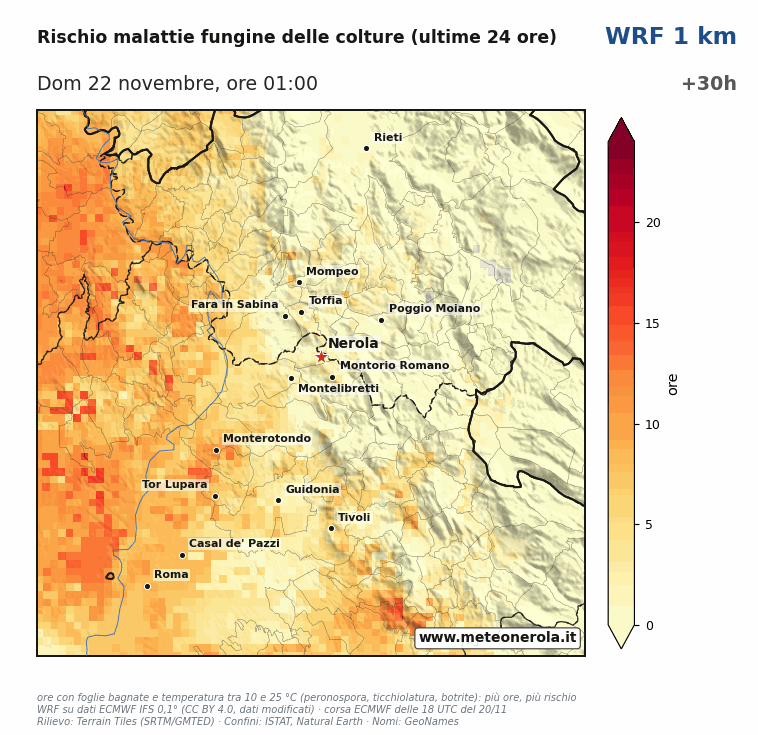 Rischio malattie fungine delle colture (ultime 24 ore)
WRF 1 km
Dom 22 novembre, ore 01:00
+30h
Rieti
Mompeo
Fara in Sabina
Toffia
Poggio Moiano
Nerola
Montorio Romano
Montelibretti
Monterotondo
Tor Lupara
Guidonia
Tivoli
Casal de' Pazzi
Roma
www.meteonerola.it
20
15
10
5
0
ore
ore con foglie bagnate e temperatura tra 10 e 25 °C (peronospora, ticchiolatura, botrite): più ore, più rischio
WRF su dati ECMWF IFS 0,1° (CC BY 4.0, dati modificati) · corsa ECMWF delle 18 UTC del 20/11
Rilievo: Terrain Tiles (SRTM/GMTED) · Confini: ISTAT, Natural Earth · Nomi: GeoNames